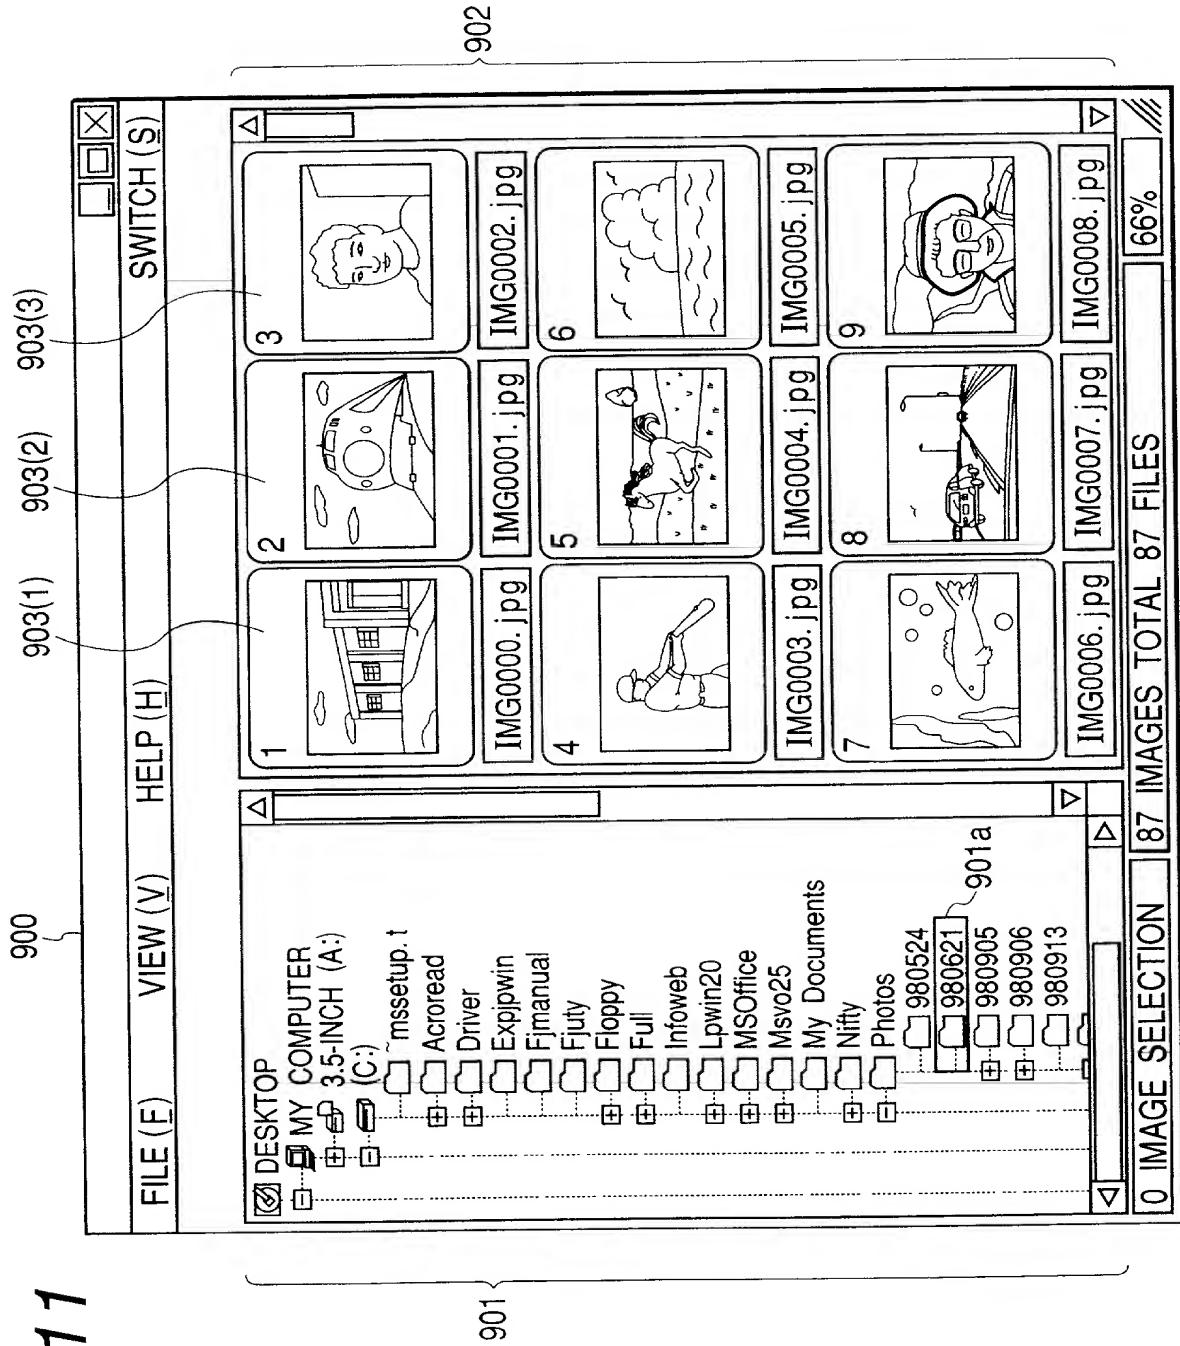 11
900
903(1)
903(2)
903(3)
FILE (F) VIEW (V) HELP (H) SWITCH (S)
901
902
DESKTOP
MY COMPUTER
3.5-INCH (A:)
(C:)
~mssetup.t
Acroread
Driver
Expjpwin
Fjmanual
Fjuty
Floppy
Full
Infoweb
Lpwin20
MSOffice
Msvo25
My Documents
Nifty
Photos
980524
980621
901a
980905
980906
980913
1
2
3
IMG0000.jpg
IMG0001.jpg
IMG0002.jpg
4
5
6
IMG0003.jpg
IMG0004.jpg
IMG0005.jpg
7
8
9
IMG0006.jpg
IMG0007.jpg
IMG0008.jpg
0 IMAGE SELECTION
87 IMAGES TOTAL 87 FILES
66%